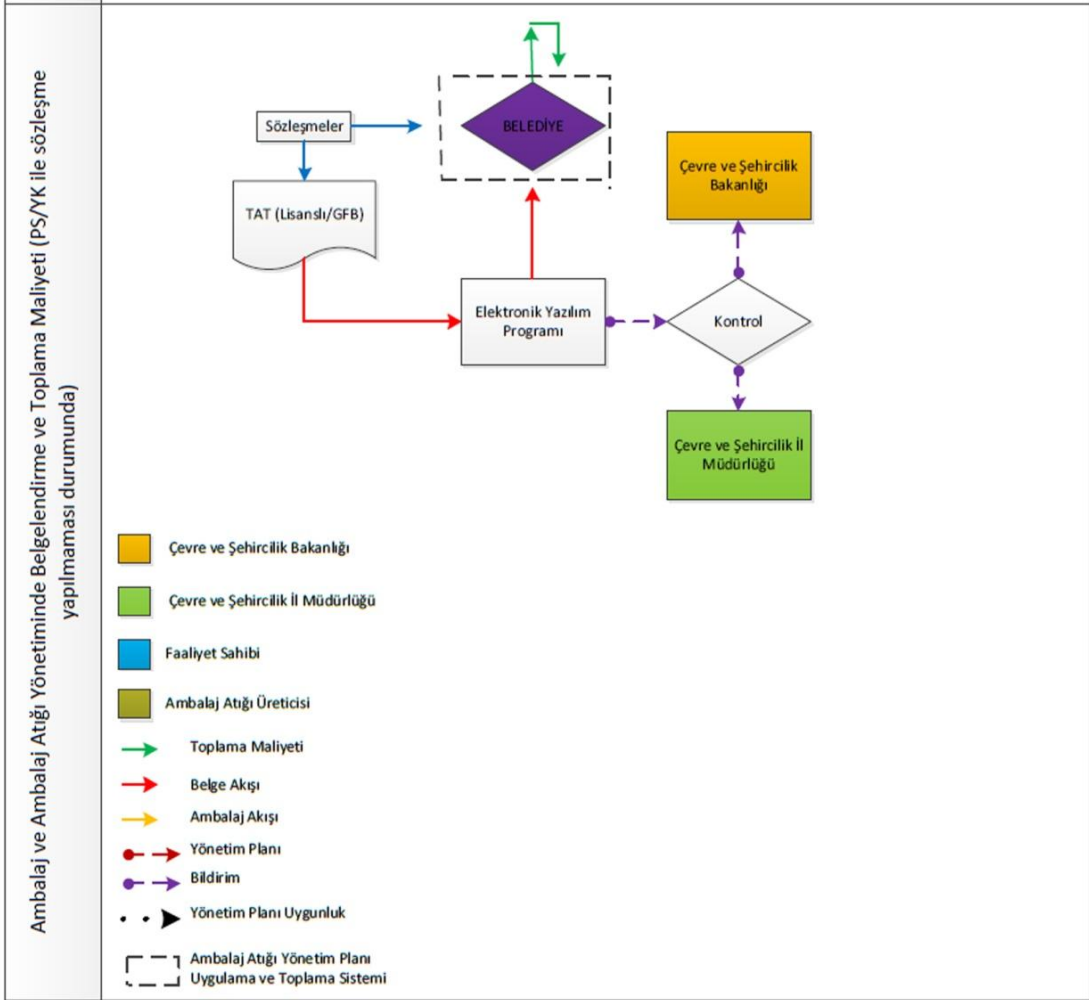 Ambalaj ve Ambalaj Atığı Yönetiminde Belgelendirme ve Toplama Maliyeti (PS/YK ile sözleşme
yapılmaması durumunda)
BELEDİYE
Sözleşmeler
TAT (Lisanslı/GFB)
Çevre ve Şehircilik
Bakanlığı
Elektronik Yazılım
Programı
Kontrol
Çevre ve Şehircilik İl
Müdürlüğü
Çevre ve Şehircilik Bakanlığı
Çevre ve Şehircilik İl Müdürlüğü
Faaliyet Sahibi
Ambalaj Atığı Üreticisi
Toplama Maliyeti
Belge Akışı
Ambalaj Akışı
Yönetim Planı
Bildirim
Yönetim Planı Uygunluk
Ambalaj Atığı Yönetim Planı
Uygulama ve Toplama Sistemi